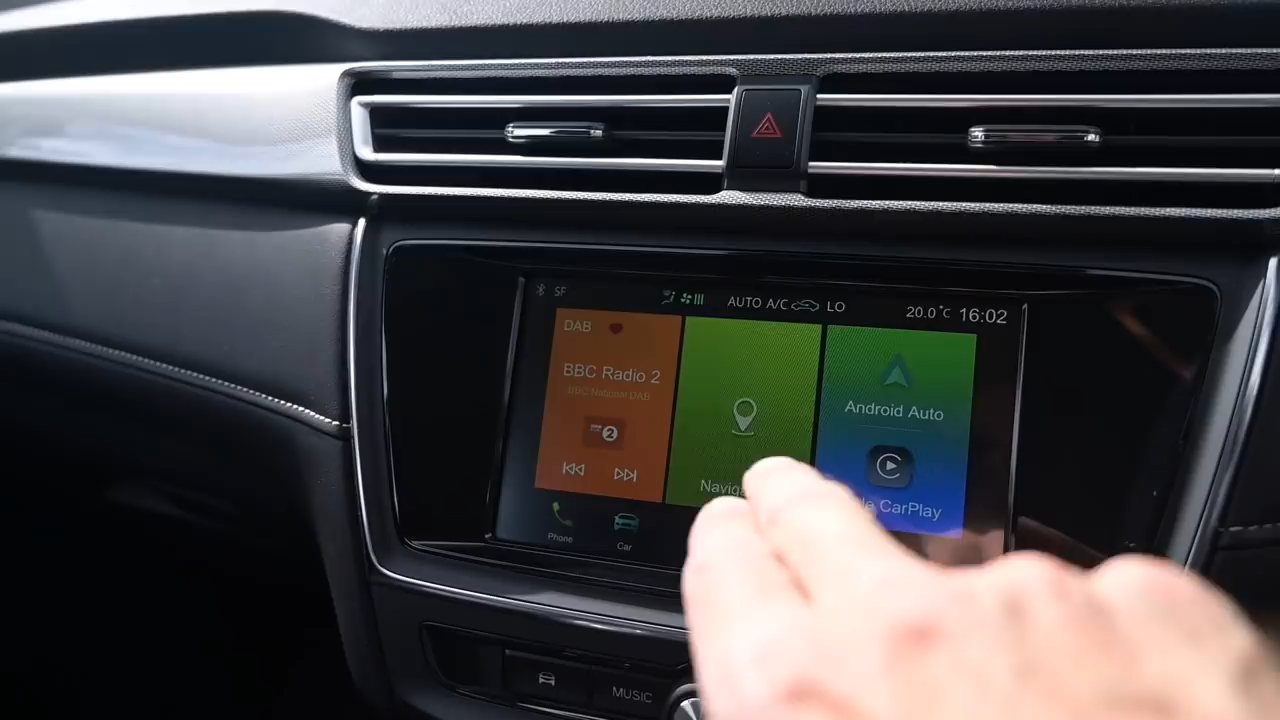 SF
AUTO A/C LO
20.0°C 16:02
DAB
BBC Radio 2
BBC National DAB
2
Android Auto
CarPlay
Phone
Car
MUSIC